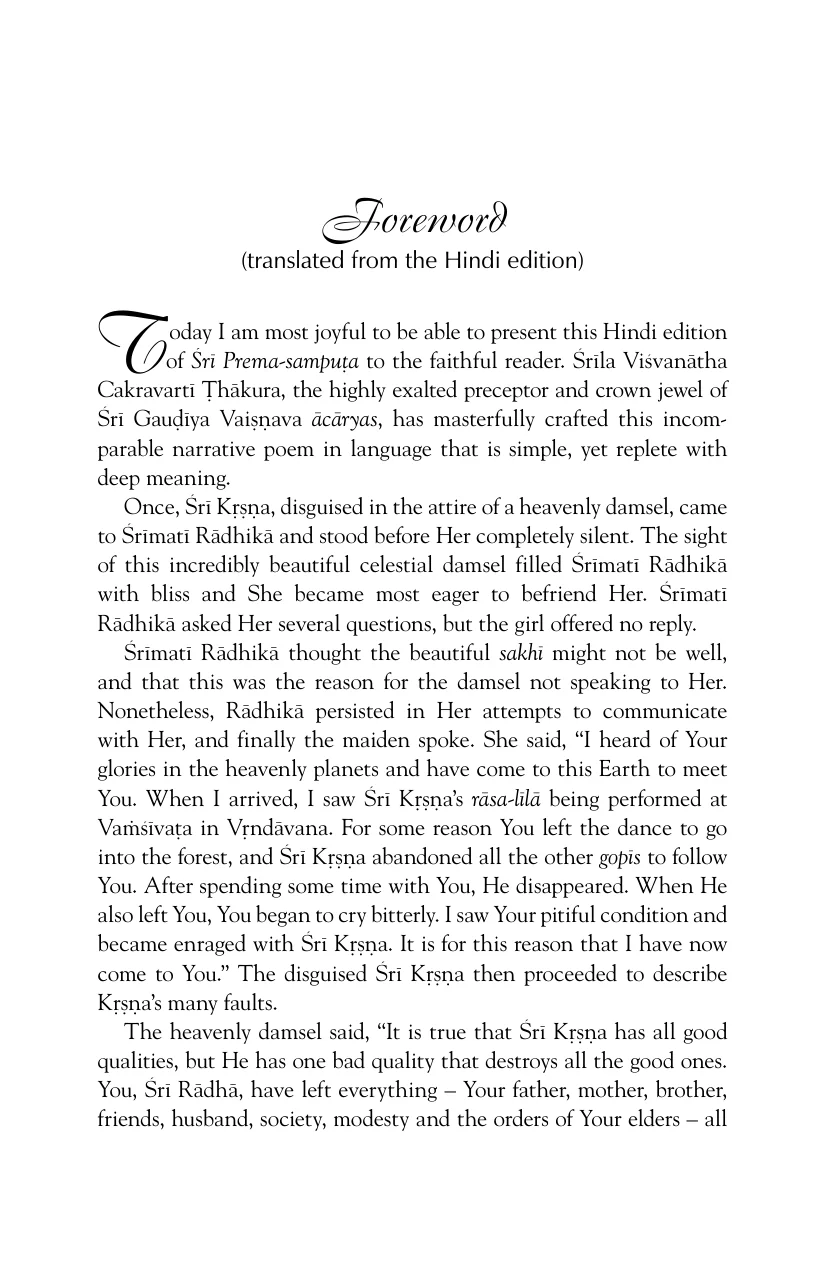 Foreword
(translated from the Hindi edition)
Today I am most joyful to be able to present this Hindi edition
of Śrī Prema-sampuṭa to the faithful reader. Śrīla Viśvanātha
Cakravartī Ṭhākura, the highly exalted preceptor and crown jewel of
Śrī Gauḍīya Vaiṣṇava ācāryas, has masterfully crafted this incom-
parable narrative poem in language that is simple, yet replete with
deep meaning.
Once, Śrī Kṛṣṇa, disguised in the attire of a heavenly damsel, came
to Śrīmatī Rādhikā and stood before Her completely silent. The sight
of this incredibly beautiful celestial damsel filled Śrīmatī Rādhikā
with bliss and She became most eager to befriend Her. Śrīmatī
Rādhikā asked Her several questions, but the girl offered no reply.
Śrīmatī Rādhikā thought the beautiful sakhī might not be well,
and that this was the reason for the damsel not speaking to Her.
Nonetheless, Rādhikā persisted in Her attempts to communicate
with Her, and finally the maiden spoke. She said, “I heard of Your
glories in the heavenly planets and have come to this Earth to meet
You. When I arrived, I saw Śrī Kṛṣṇa’s rāsa-līlā being performed at
Vaṁśīvaṭa in Vṛndāvana. For some reason You left the dance to go
into the forest, and Śrī Kṛṣṇa abandoned all the other gopīs to follow
You. After spending some time with You, He disappeared. When He
also left You, You began to cry bitterly. I saw Your pitiful condition and
became enraged with Śrī Kṛṣṇa. It is for this reason that I have now
come to You.” The disguised Śrī Kṛṣṇa then proceeded to describe
Kṛṣṇa’s many faults.
The heavenly damsel said, “It is true that Śrī Kṛṣṇa has all good
qualities, but He has one bad quality that destroys all the good ones.
You, Śrī Rādhā, have left everything – Your father, mother, brother,
friends, husband, society, modesty and the orders of Your elders – all